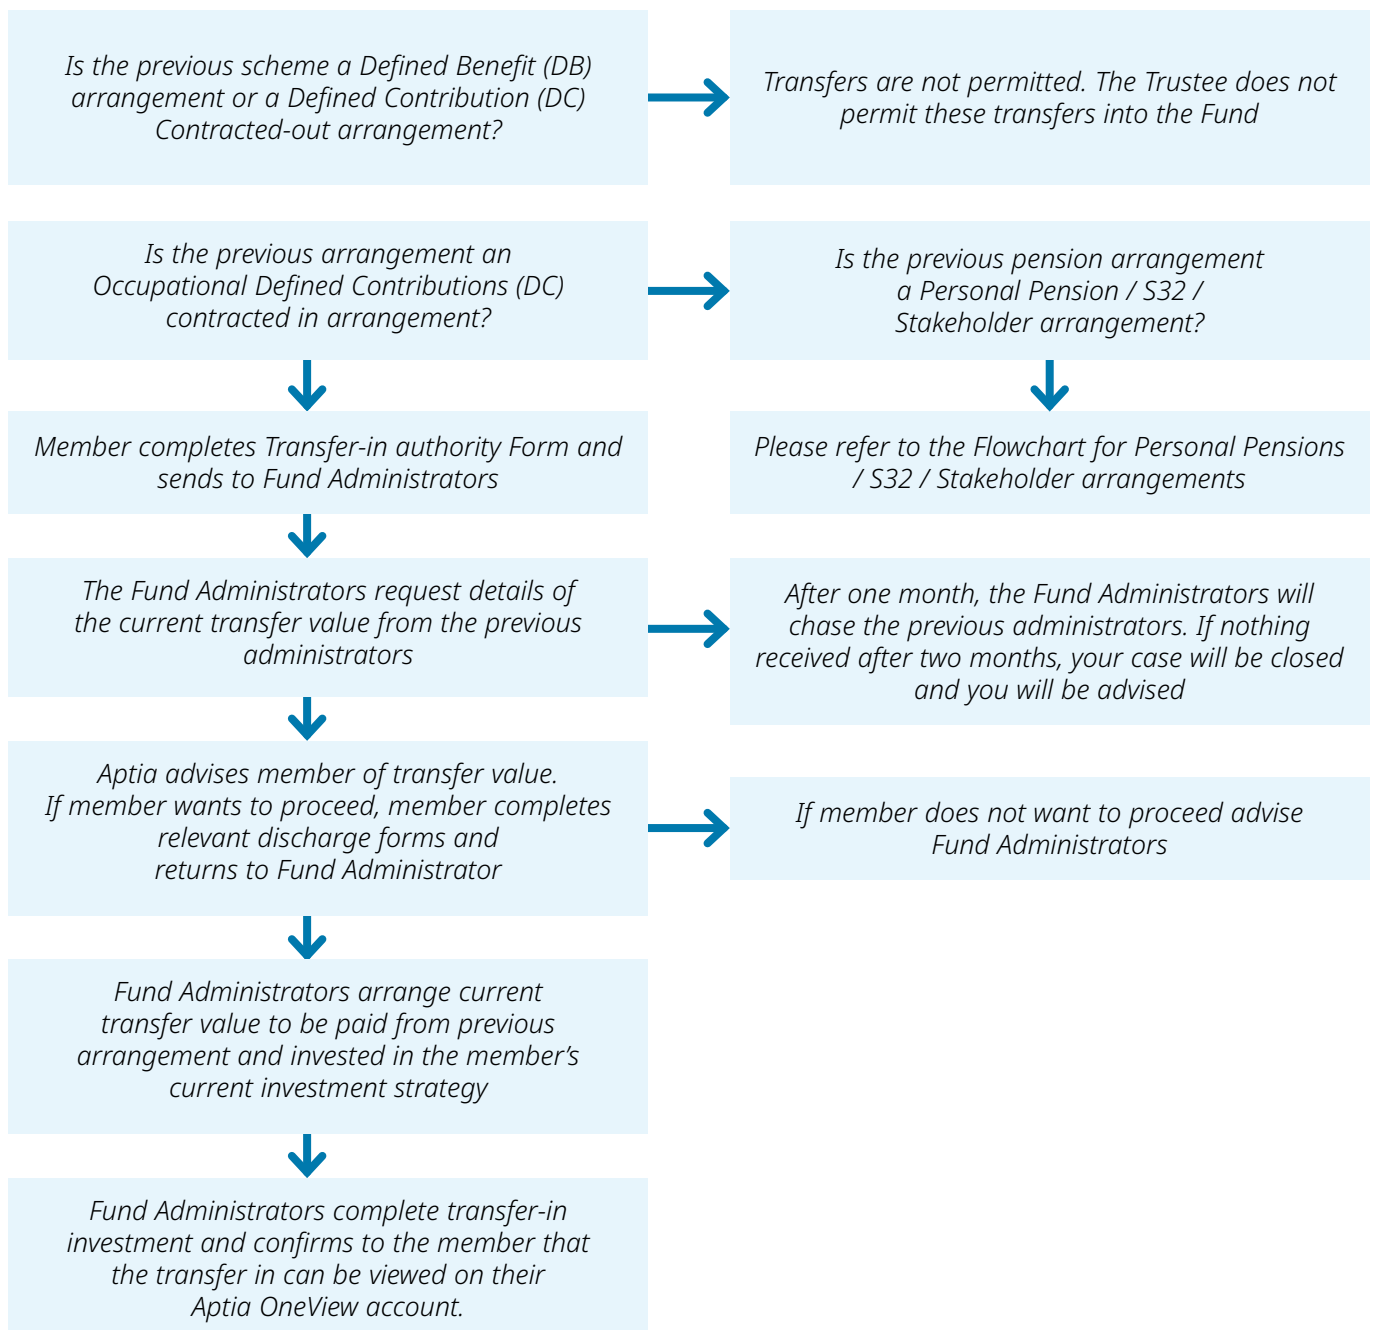 Is the previous scheme a Defined Benefit (DB)
arrangement or a Defined Contribution (DC)
Contracted-out arrangement?
Transfers are not permitted. The Trustee does not
permit these transfers into the Fund
Is the previous arrangement an
Occupational Defined Contributions (DC)
contracted in arrangement?
Is the previous pension arrangement
a Personal Pension / S32 /
Stakeholder arrangement?
Member completes Transfer-in authority Form and
sends to Fund Administrators
Please refer to the Flowchart for Personal Pensions
/ S32 / Stakeholder arrangements
The Fund Administrators request details of
the current transfer value from the previous
administrators
After one month, the Fund Administrators will
chase the previous administrators. If nothing
received after two months, your case will be closed
and you will be advised
Aptia advises member of transfer value.
If member wants to proceed, member completes
relevant discharge forms and
returns to Fund Administrator
If member does not want to proceed advise
Fund Administrators
Fund Administrators arrange current
transfer value to be paid from previous
arrangement and invested in the member’s
current investment strategy
Fund Administrators complete transfer-in
investment and confirms to the member that
the transfer in can be viewed on their
Aptia OneView account.